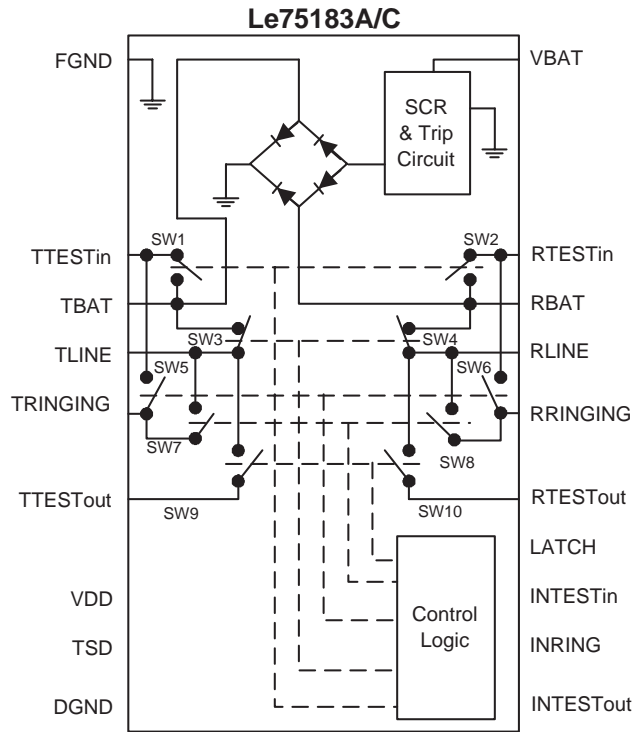 Le75183A/C
FGND
VBAT
SCR
& Trip
Circuit
SW1
SW2
TTESTin
RTESTin
TBAT
RBAT
SW3
SW4
TLINE
RLINE
SW5
SW6
TRINGING
RRINGING
SW7
SW8
TTESTout
SW9
SW10
RTESTout
LATCH
VDD
INTESTin
Control
Logic
TSD
INRING
DGND
INTESTout